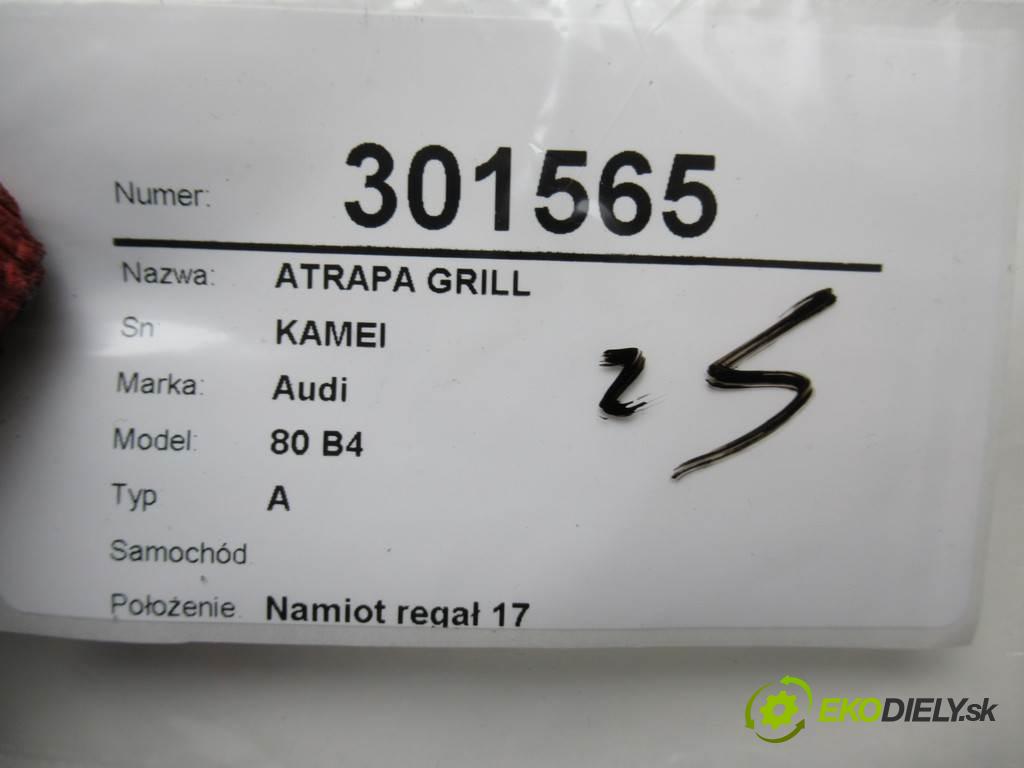 Numer: 301565
Nazwa: ATRAPA GRILL
Sn: KAMEI
Marka: Audi
Model: 80 B4
Typ A
Samochód
Położenie Namiot regał 17
25
EKODIELY.sk